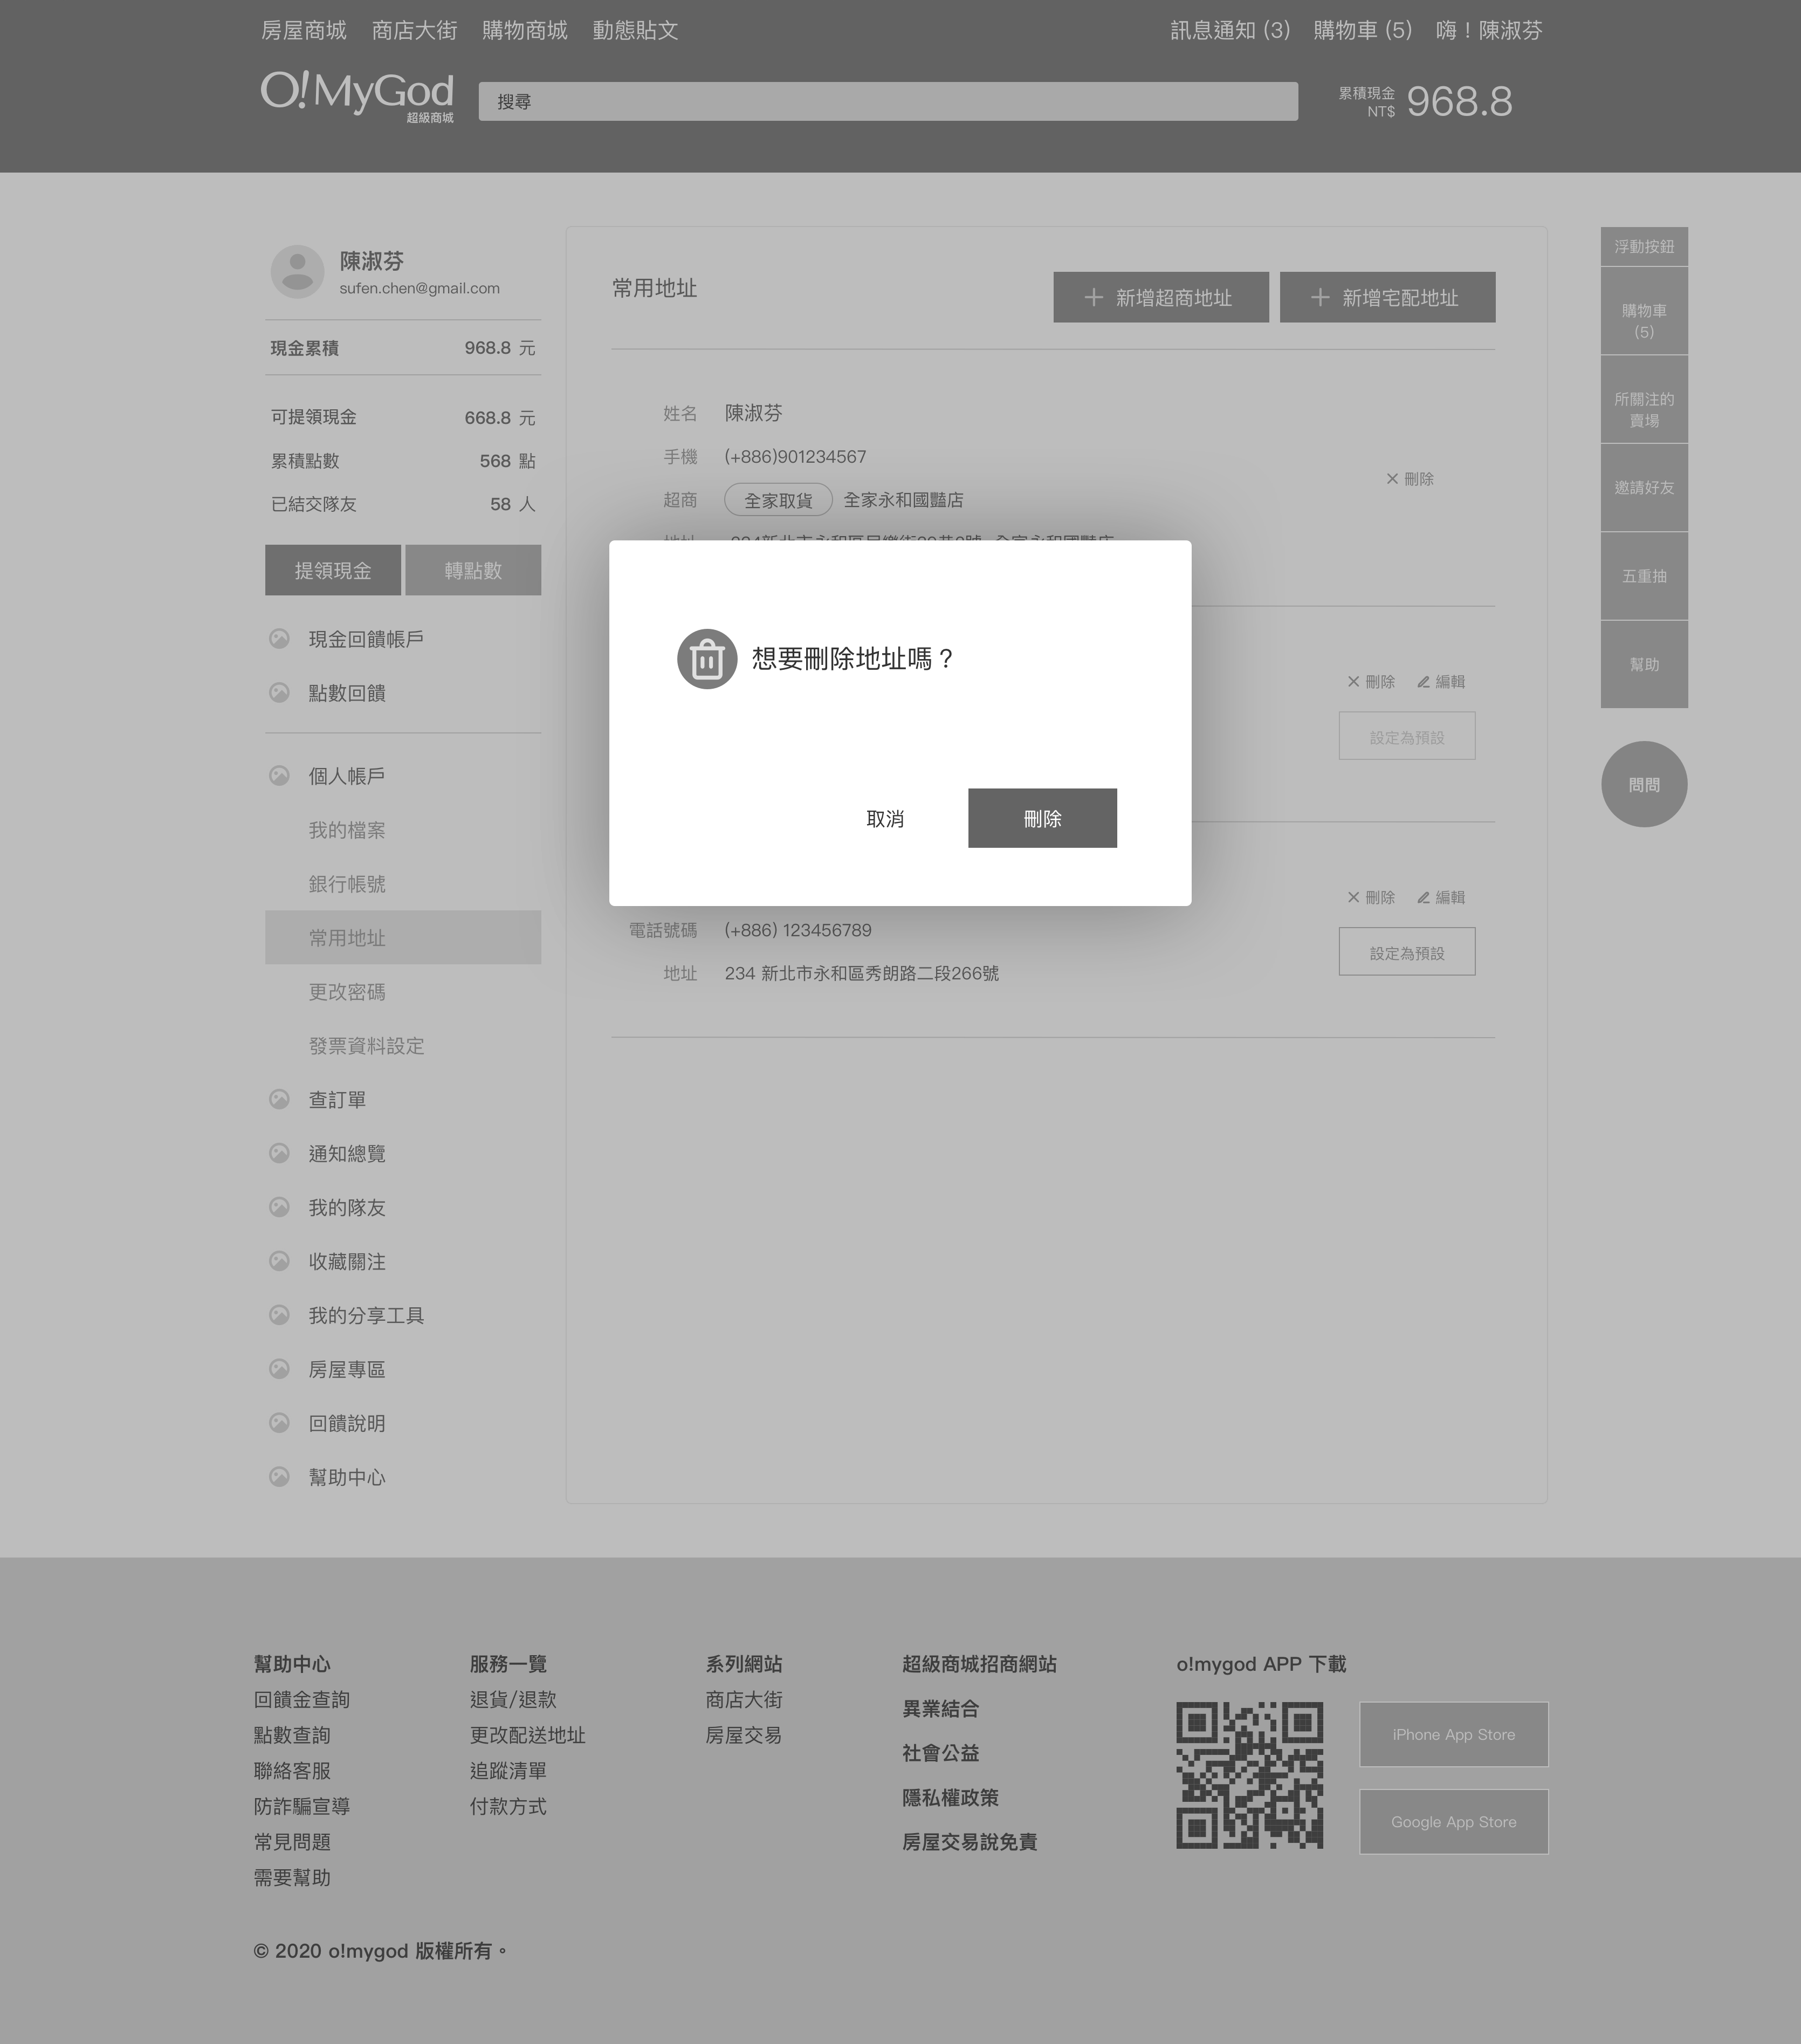 房屋商城 商店大街 購物商城 動態貼文 訊息通知 (3) 購物車 (5) 嗨！陳淑芬
O!MyGod
超級商城
搜尋
累積現金
NT$
968.8
陳淑芬
sufen.chen@gmail.com
現金累積 968.8 元
可提領現金 668.8 元
累積點數 568 點
已結交隊友 58 人
提領現金 轉點數
現金回饋帳戶
點數回饋
個人帳戶
我的檔案
銀行帳號
常用地址
更改密碼
發票資料設定
查訂單
通知總覽
我的隊友
收藏關注
我的分享工具
房屋專區
回饋說明
幫助中心
常用地址
新增超商地址 新增宅配地址
姓名 陳淑芬
手機 (+886)901234567
超商 全家取貨 全家永和國豔店
刪除
想要刪除地址嗎？
取消 刪除
刪除 編輯
設定為預設
刪除 編輯
設定為預設
電話號碼 (+886) 123456789
地址 234 新北市永和區秀朗路二段266號
浮動按鈕
購物車
(5)
所關注的
賣場
邀請好友
五重抽
幫助
問問
幫助中心
回饋金查詢
點數查詢
聯絡客服
防詐騙宣導
常見問題
需要幫助
服務一覽
退貨/退款
更改配送地址
追蹤清單
付款方式
系列網站
商店大街
房屋交易
超級商城招商網站
異業結合
社會公益
隱私權政策
房屋交易說免責
o!mygod APP 下載
iPhone App Store
Google App Store
© 2020 o!mygod 版權所有。